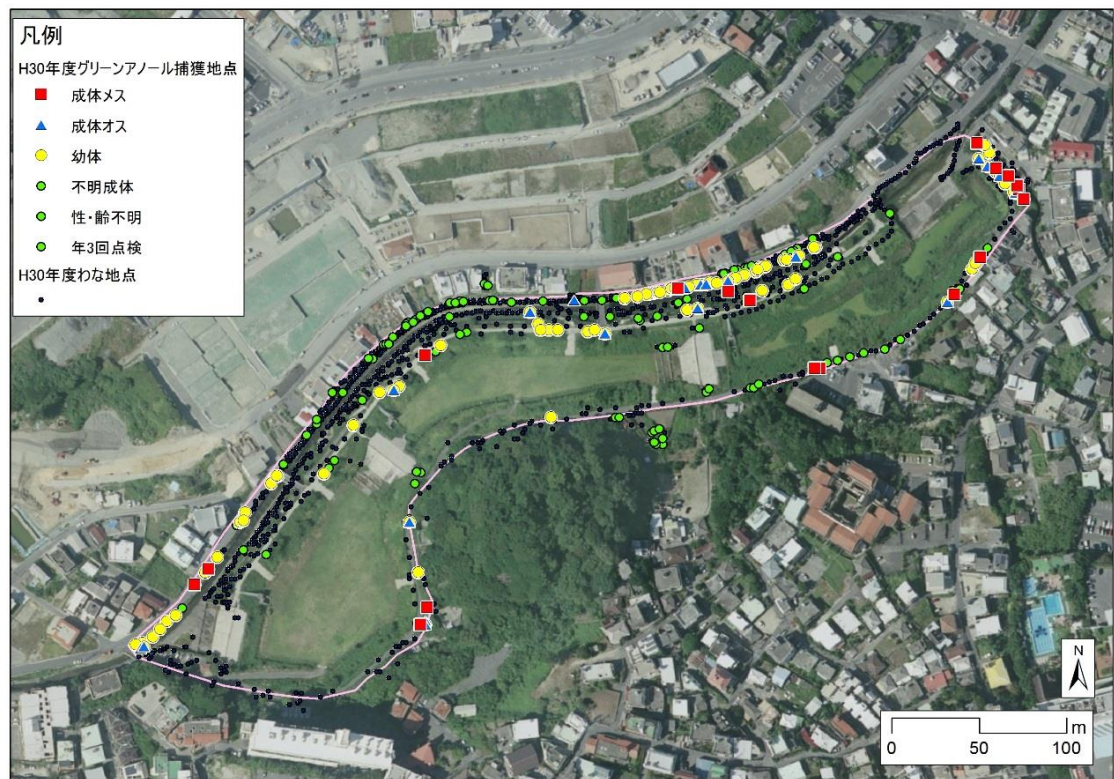 凡例
H30年度グリーンアノール捕獲地点
成体メス
成体オス
幼体
不明成体
性・齢不明
年3回点検
H30年度わな地点
N
0 50 100 m